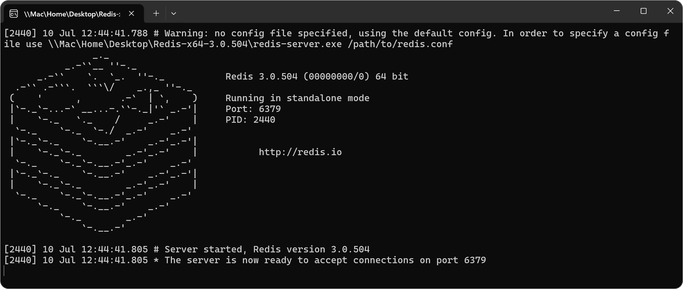 \\Mac\Home\Desktop\Redis-:
[2440] 10 Jul 12:44:41.788 # Warning: no config file specified, using the default config. In order to specify a config f
ile use \\Mac\Home\Desktop\Redis-x64-3.0.504\redis-server.exe /path/to/redis.conf
Redis 3.0.504 (00000000/0) 64 bit
Running in standalone mode
Port: 6379
PID: 2440
http://redis.io
[2440] 10 Jul 12:44:41.805 # Server started, Redis version 3.0.504
[2440] 10 Jul 12:44:41.805 * The server is now ready to accept connections on port 6379